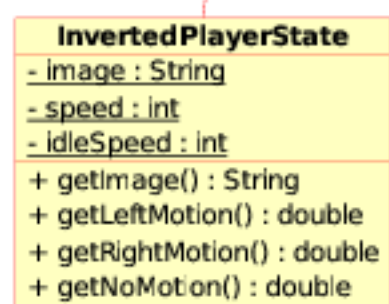 InvertedPlayerState
- image : String
- speed : int
- idleSpeed : int
+ getImage() : String
+ getLeftMotion() : double
+ getRightMotion() : double
+ getNoMotion() : double